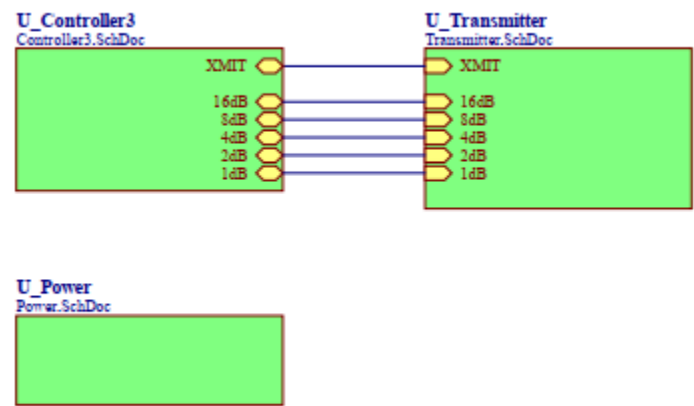 U_Controller3
Controller3.SchDoc
XMIT
16dB
8dB
4dB
2dB
1dB
U_Transmitter
Transmitter.SchDoc
XMIT
16dB
8dB
4dB
2dB
1dB
U_Power
Power.SchDoc